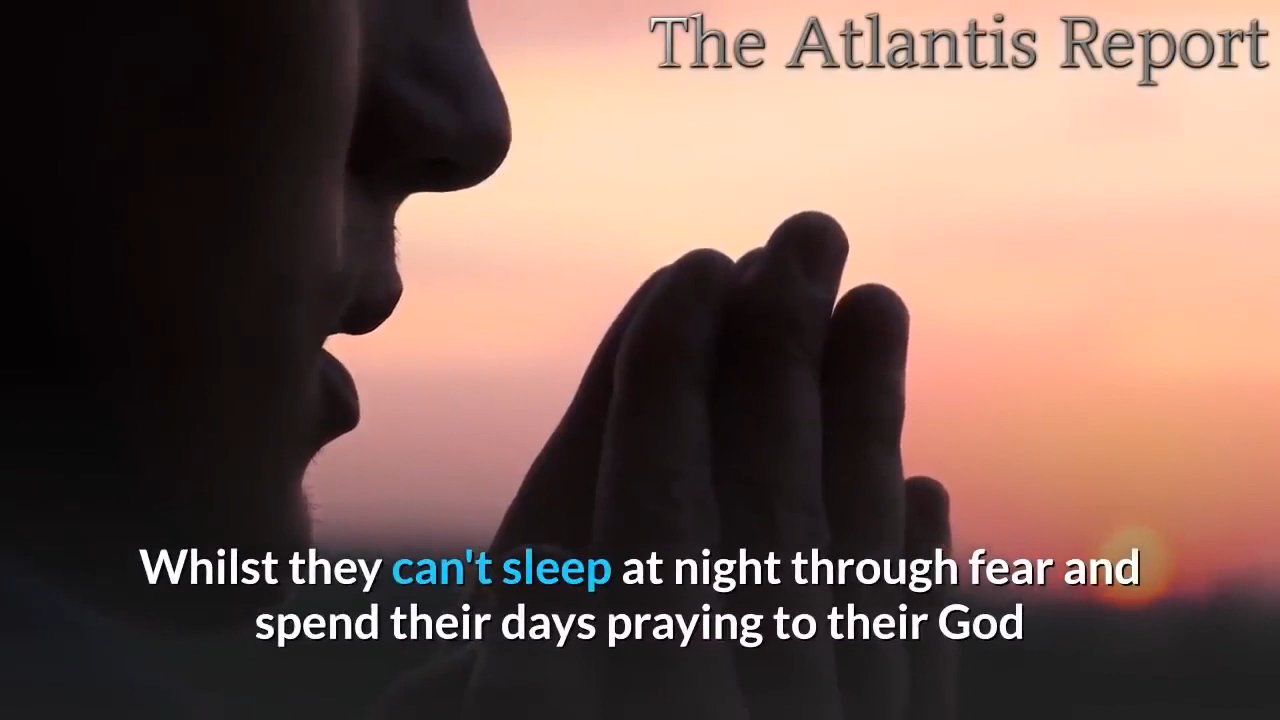 The Atlantis Report
Whilst they can't sleep at night through fear and
spend their days praying to their God